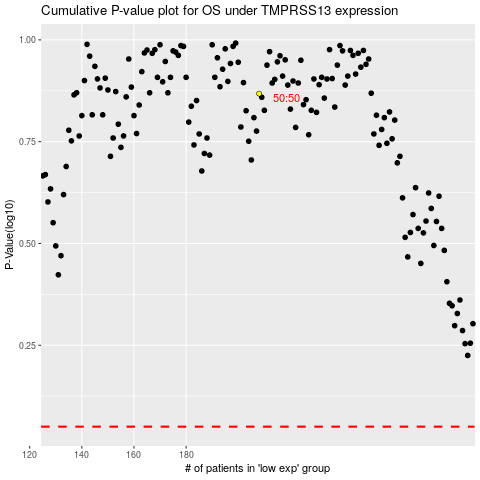 Cumulative P-value plot for OS under TMPRSS13 expression
P-Value(log10)
1.00
0.75
0.50
0.25
50:50
120 140 160 180
# of patients in 'low exp' group